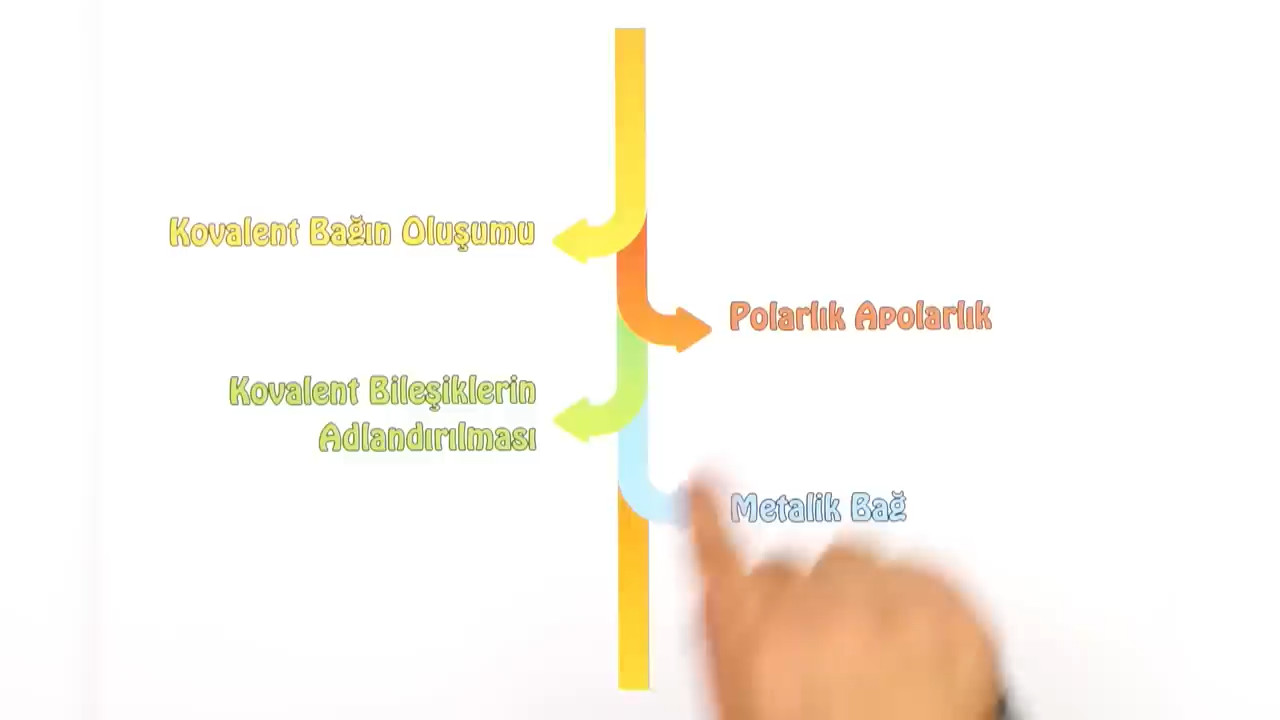 Kovalent Bağın Oluşumu
Polarlık Apolarlık
Kovalent Bileşiklerin
Adlandırılması
Metalik Bağ